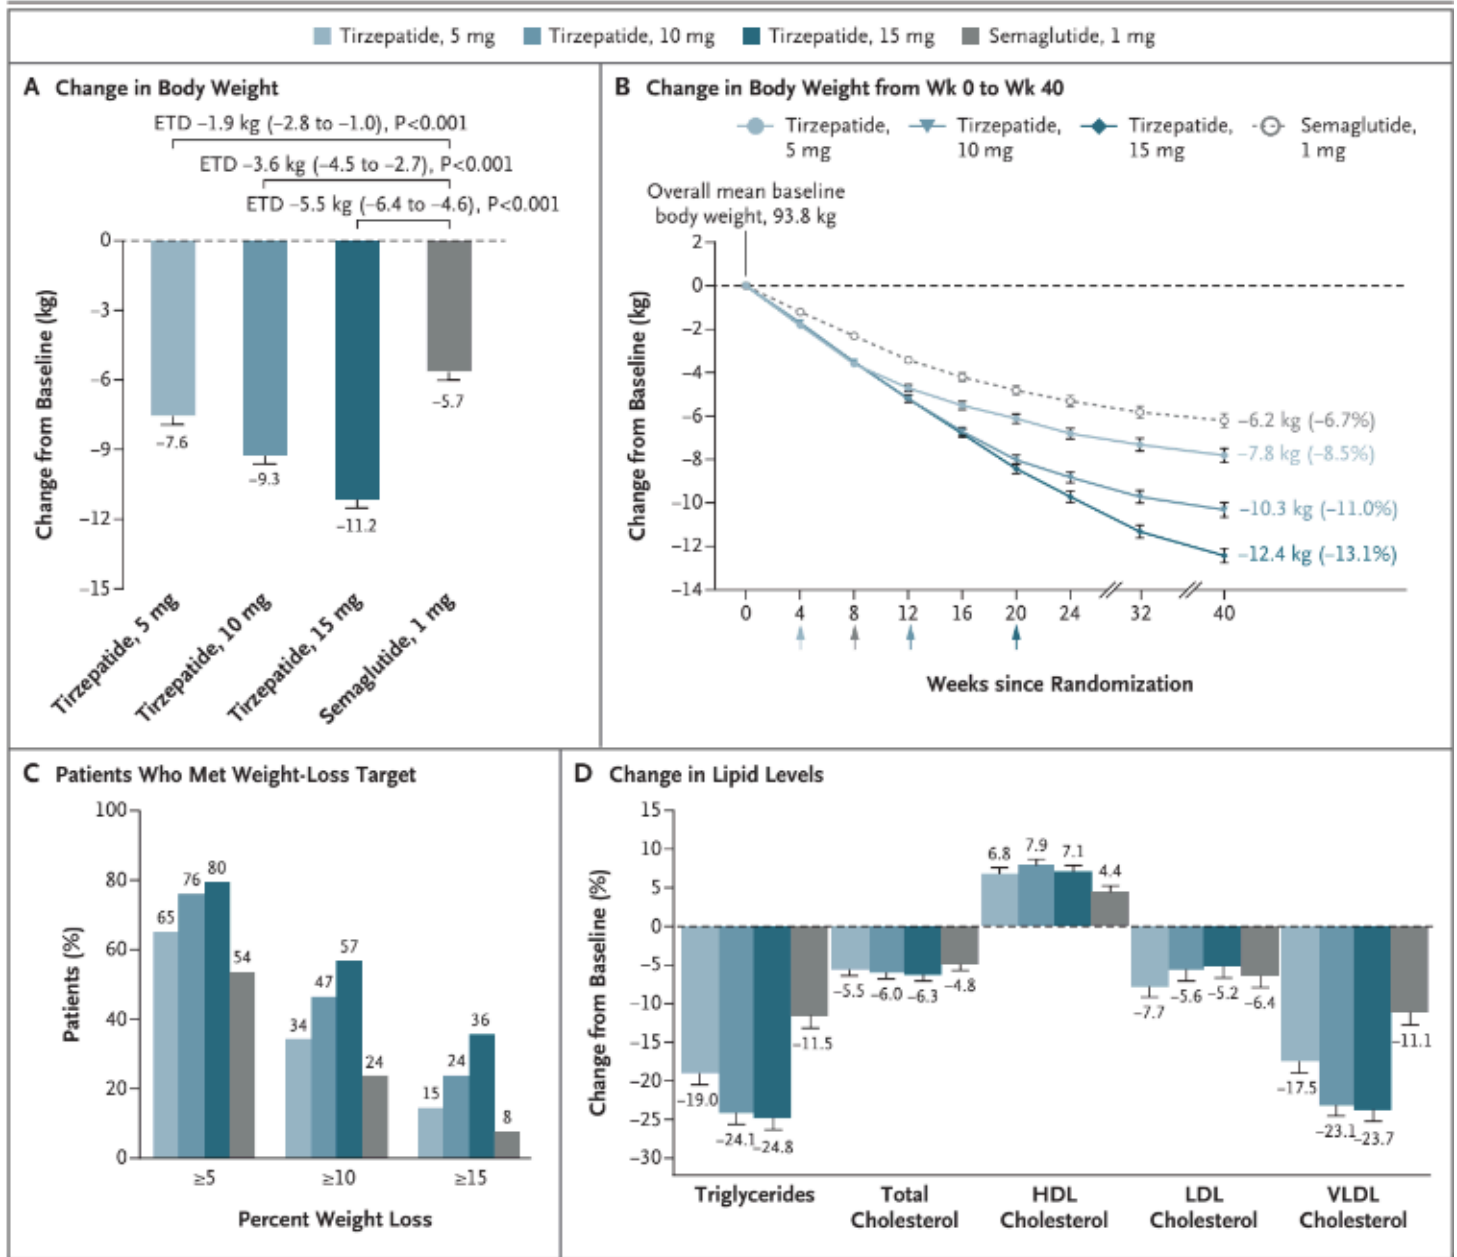 Tirzepatide, 5 mg Tirzepatide, 10 mg Tirzepatide, 15 mg Semaglutide, 1 mg
A Change in Body Weight
ETD −1.9 kg (−2.8 to −1.0), P<0.001
ETD −3.6 kg (−4.5 to −2.7), P<0.001
ETD −5.5 kg (−6.4 to −4.6), P<0.001
Change from Baseline (kg)
0
−3
−6
−9
−12
−15
−7.6
−9.3
−11.2
−5.7
Tirzepatide, 5 mg
Tirzepatide, 10 mg
Tirzepatide, 15 mg
Semaglutide, 1 mg
B Change in Body Weight from Wk 0 to Wk 40
Tirzepatide,
5 mg
Tirzepatide,
10 mg
Tirzepatide,
15 mg
Semaglutide,
1 mg
Overall mean baseline
body weight, 93.8 kg
Change from Baseline (kg)
2
0
−2
−4
−6
−8
−10
−12
−14
−6.2 kg (−6.7%)
−7.8 kg (−8.5%)
−10.3 kg (−11.0%)
−12.4 kg (−13.1%)
0 4 8 12 16 20 24 32 40
Weeks since Randomization
C Patients Who Met Weight-Loss Target
Patients (%)
100
80
60
40
20
0
65 76 80 54
34 47 57 24
15 24 36 8
≥5 ≥10 ≥15
Percent Weight Loss
D Change in Lipid Levels
Change from Baseline (%)
15
10
5
0
−5
−10
−15
−20
−25
−30
−19.0 −24.1 −24.8 −11.5
−5.5 −6.0 −6.3 −4.8
6.8 7.9 7.1 4.4
−7.7 −5.6 −5.2 −6.4
−17.5 −23.1 −23.7 −11.1
Triglycerides
Total
Cholesterol
HDL
Cholesterol
LDL
Cholesterol
VLDL
Cholesterol